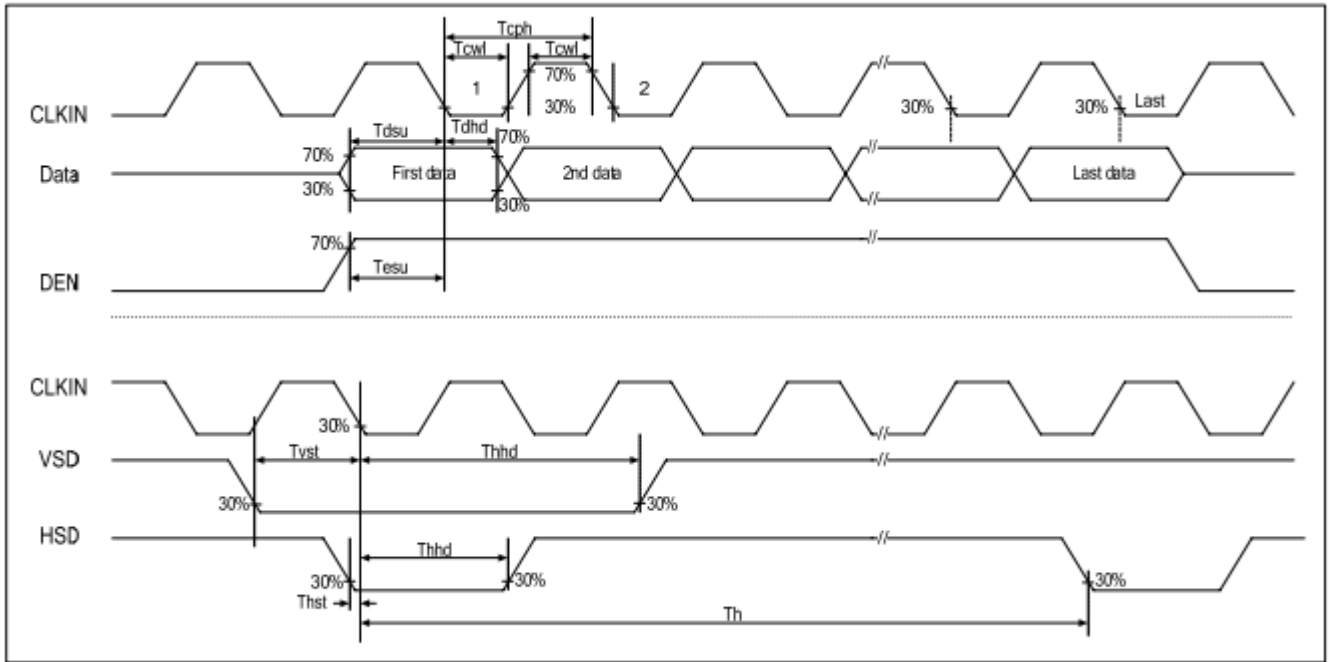 Tcph
Tcwl Tcwl
70%
1 2
CLKIN 30% 30% 30% Last
Tdsu Tdhd
70% 70%
Data First data 2nd data Last data
30% 30%
70%
Tesu
DEN
CLKIN
30%
VSD Tvst Thhd
30% 30%
HSD
Thhd
30% 30% 30%
Thst
Th